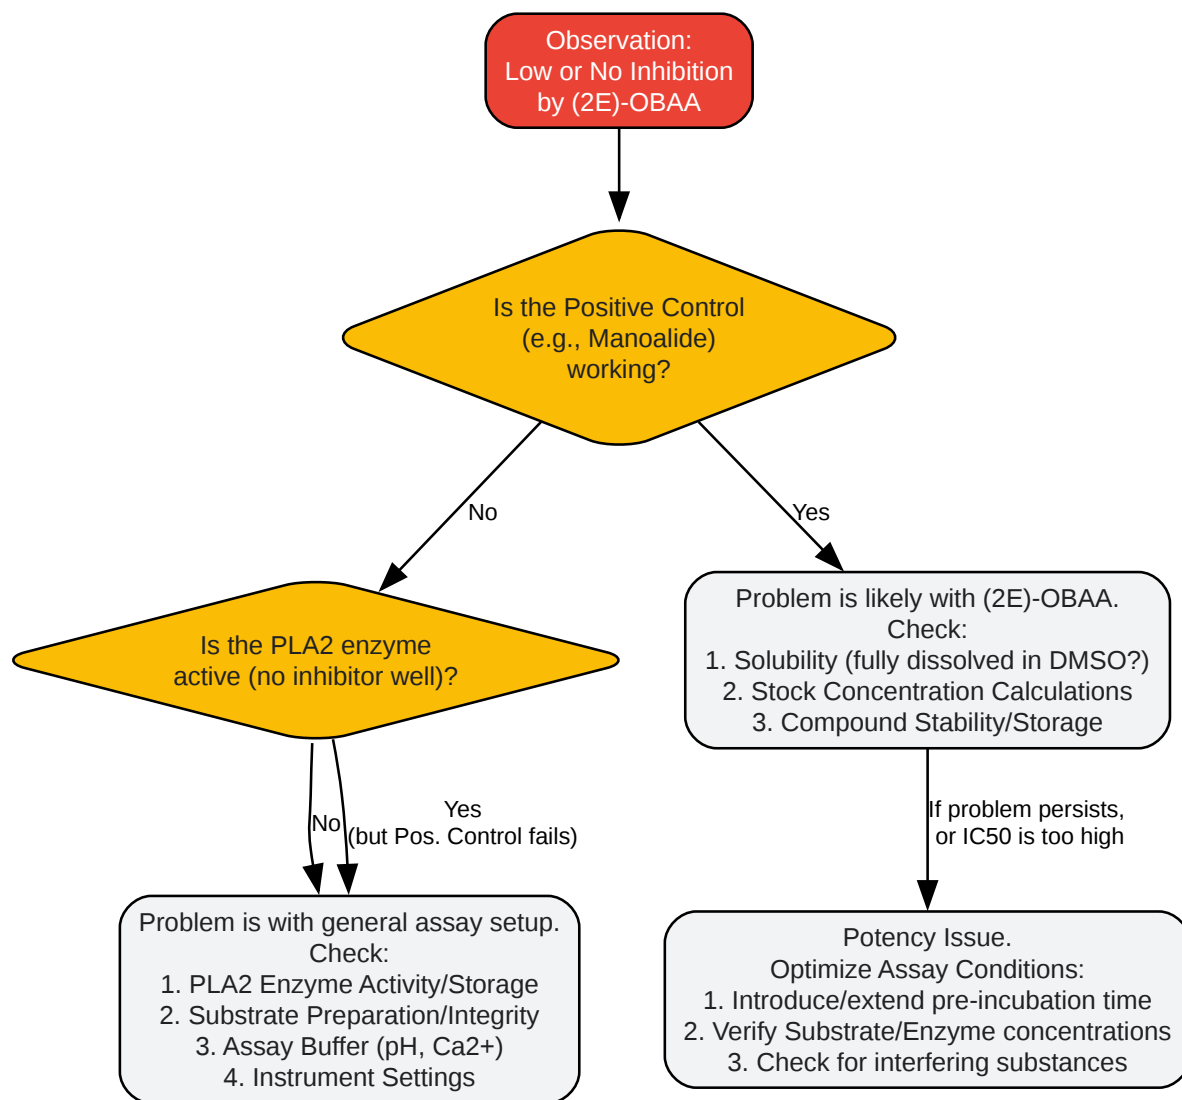 Observation:
Low or No Inhibition
by (2E)-OBAA
Is the Positive Control
(e.g., Manoalide)
working?
No
Yes
Is the PLA2 enzyme
active (no inhibitor well)?
Problem is likely with (2E)-OBAA.
Check:
1. Solubility (fully dissolved in DMSO?)
2. Stock Concentration Calculations
3. Compound Stability/Storage
No
Yes
(but Pos. Control fails)
If problem persists,
or IC50 is too high
Problem is with general assay setup.
Check:
1. PLA2 Enzyme Activity/Storage
2. Substrate Preparation/Integrity
3. Assay Buffer (pH, Ca2+)
4. Instrument Settings
Potency Issue.
Optimize Assay Conditions:
1. Introduce/extend pre-incubation time
2. Verify Substrate/Enzyme concentrations
3. Check for interfering substances